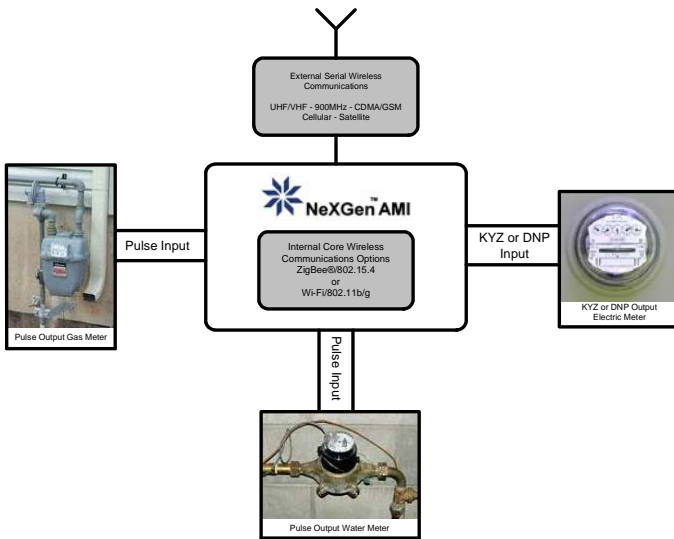 External Serial Wireless
Communications
UHF/VHF - 900MHz - CDMA/GSM
Cellular - Satellite
NeXGen™ AMI
Internal Core Wireless
Communications Options
ZigBee®/802.15.4
or
Wi-Fi/802.11b/g
Pulse Input
KYZ or DNP
Input
Pulse Output Gas Meter
KYZ or DNP Output
Electric Meter
Pulse Input
Pulse Output Water Meter